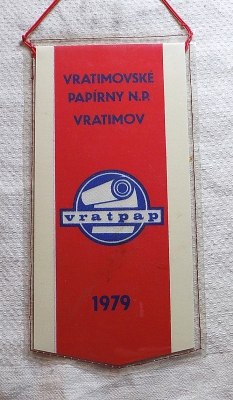 VRATIMOVSKÉ
PAPÍRNY N.P.
VRATIMOV
vratpap
1979